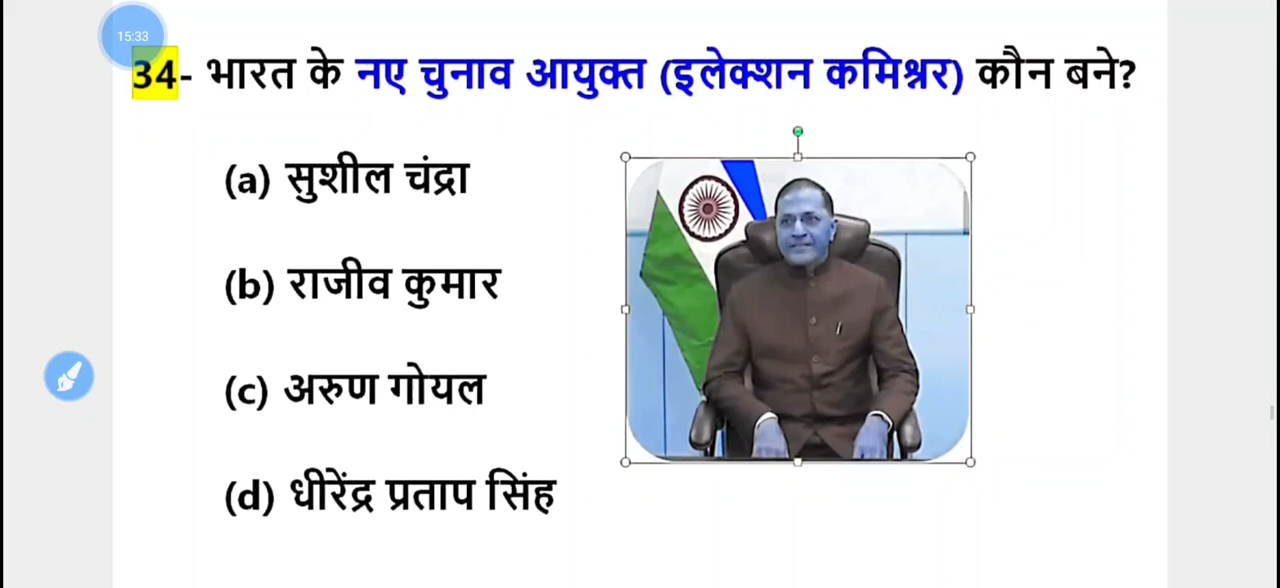 15:33
34- भारत के नए चुनाव आयुक्त (इलेक्शन कमिश्नर) कौन बने?
(a) सुशील चंद्रा
(b) राजीव कुमार
(c) अरुण गोयल
(d) धीरेंद्र प्रताप सिंह